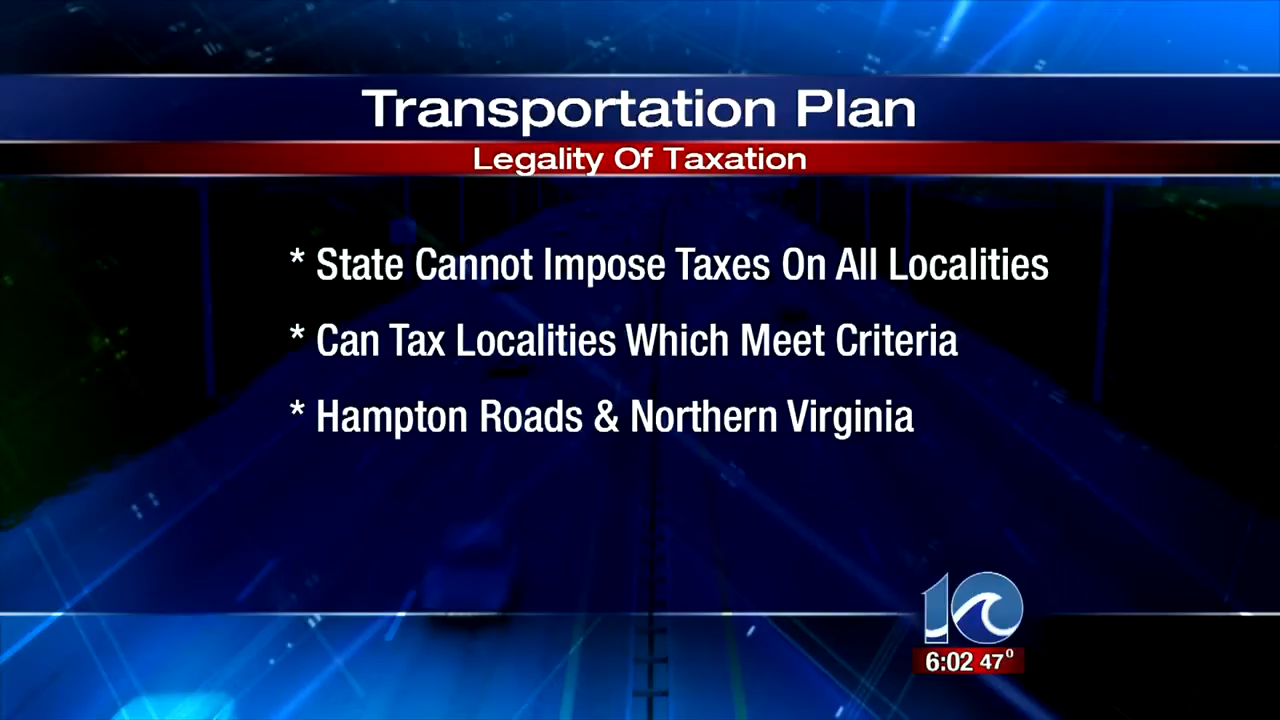 Transportation Plan
Legality Of Taxation
* State Cannot Impose Taxes On All Localities
* Can Tax Localities Which Meet Criteria
* Hampton Roads & Northern Virginia
10
6:02 47°